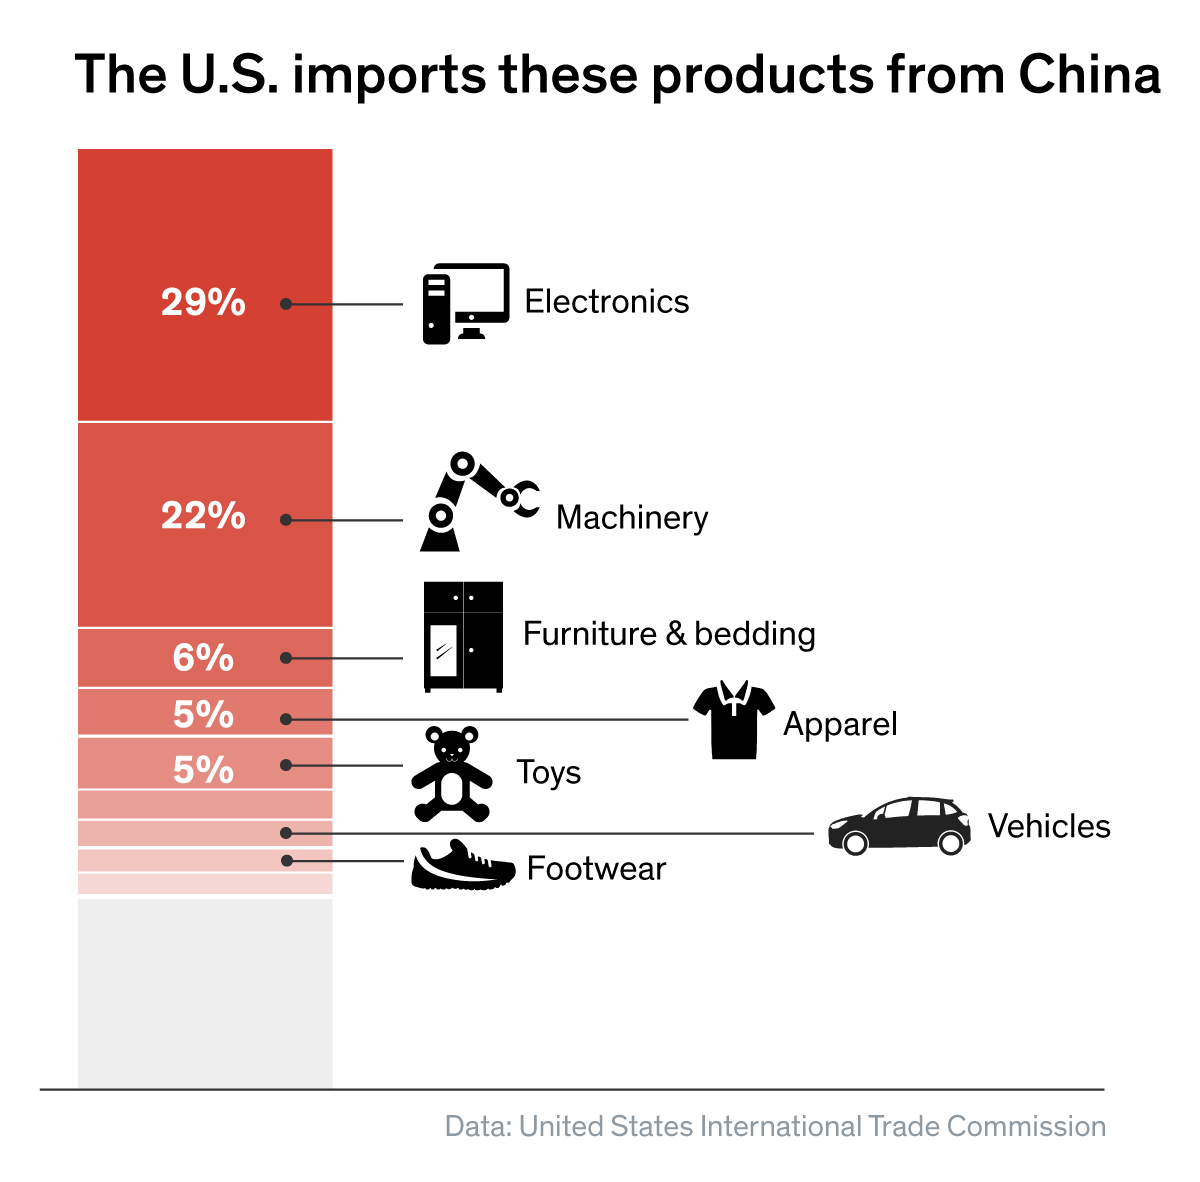 The U.S. imports these products from China
29%
Electronics
22%
Machinery
6%
Furniture & bedding
5%
Apparel
5%
Toys
Vehicles
Footwear
Data: United States International Trade Commission